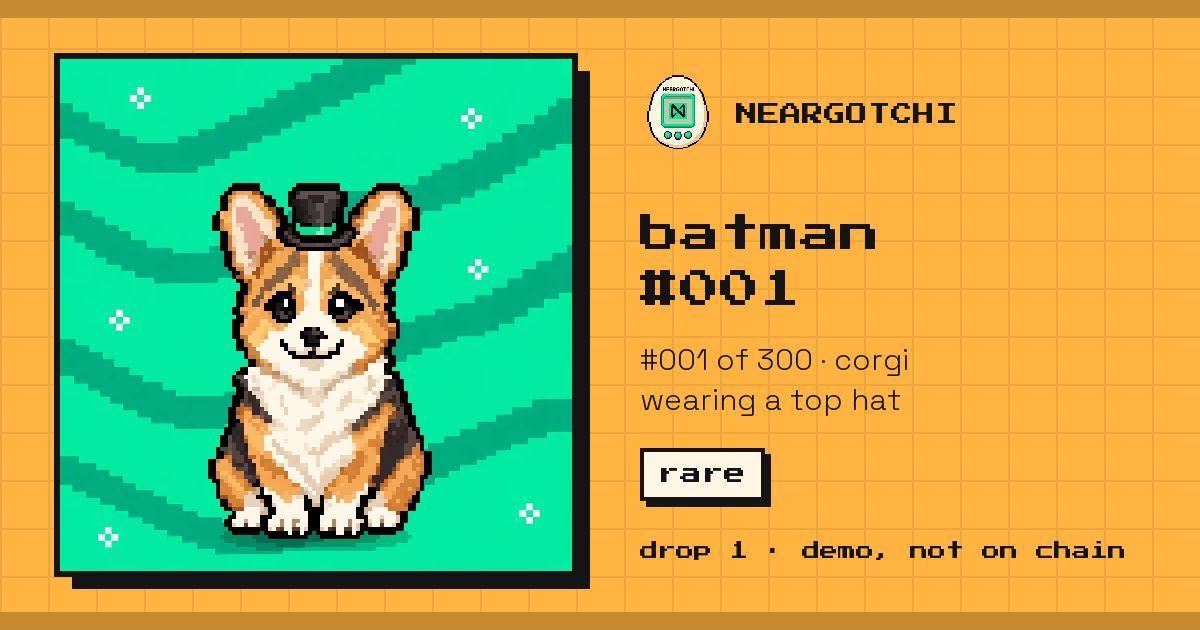 NEARGOTCHI
NEARGOTCHI
batman
#001
#001 of 300 · corgi
wearing a top hat
rare
drop 1 · demo, not on chain